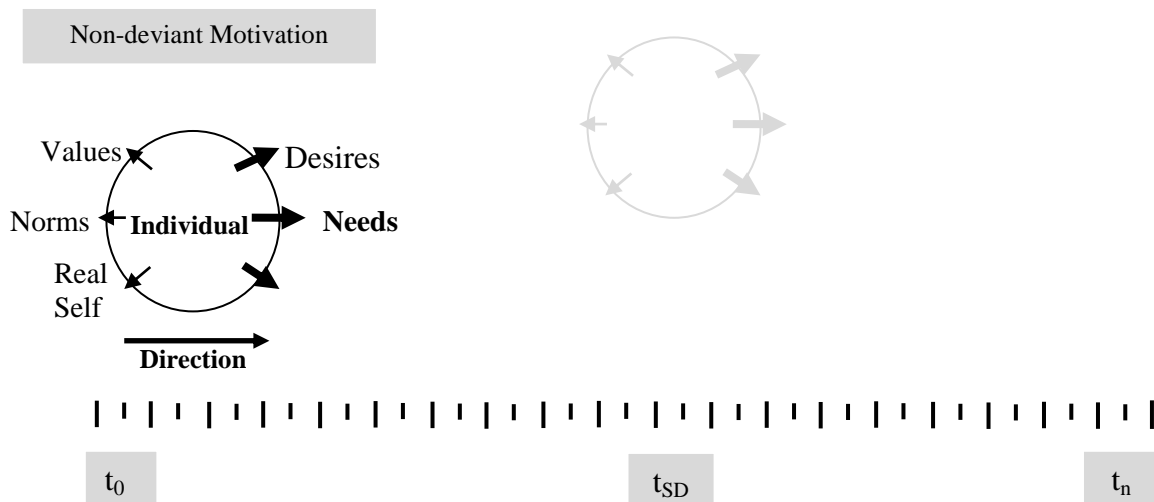 Non-deviant Motivation
Values
Desires
Norms
Individual
Needs
Real
Self
Direction
t0
tSD
tn